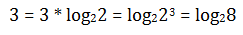 3 = 3 * log₂2 = log₂2³ = log₂8